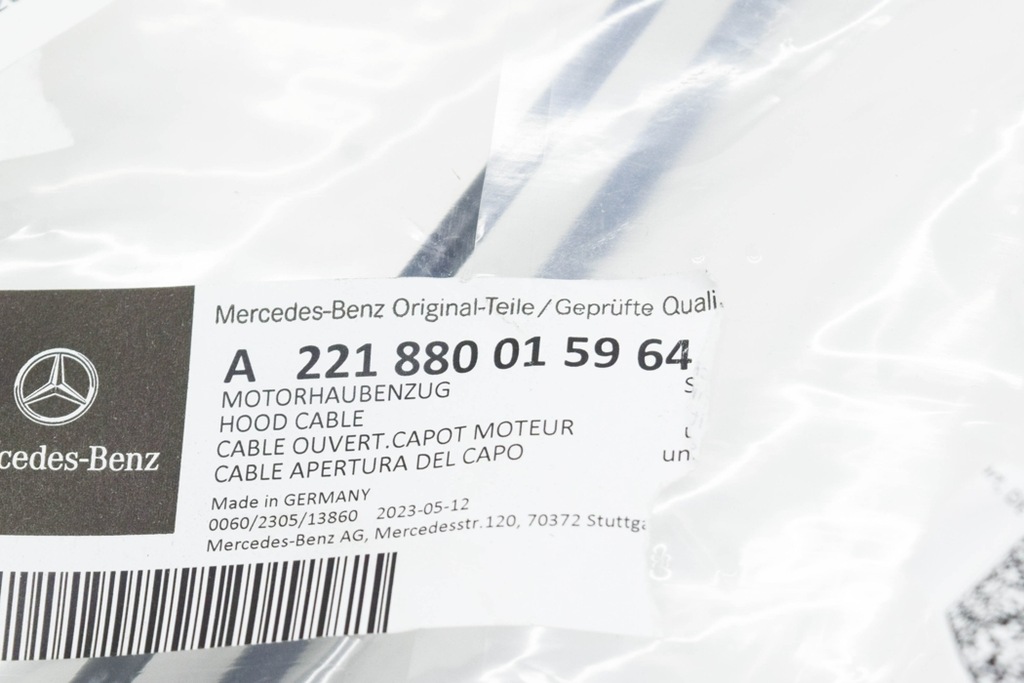 Mercedes-Benz Original-Teile/Geprüfte Quali
A 221 880 01 59 64
MOTORHAUBENZUG
HOOD CABLE
CABLE OUVERT.CAPOT MOTEUR
CABLE APERTURA DEL CAPO
un.
Made in GERMANY
0060/2305/13860 2023-05-12
Mercedes-Benz AG, Mercedesstr.120, 70372 Stuttga
cedes-Benz